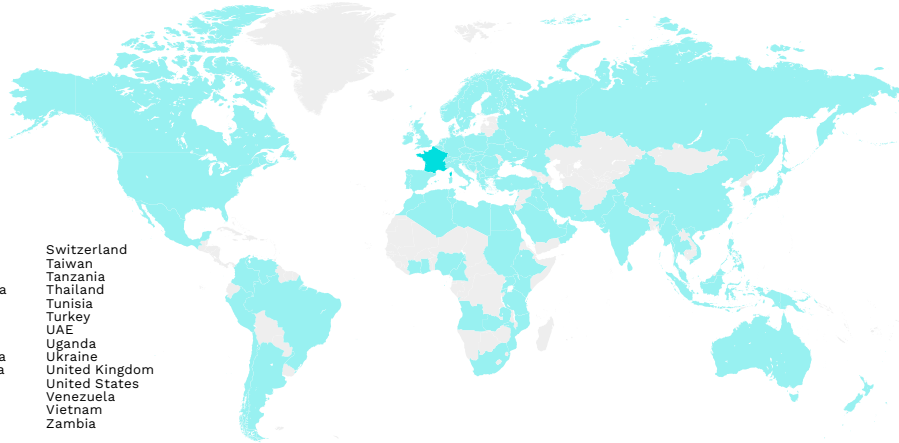 Switzerland
Taiwan
Tanzania
a Thailand
Tunisia
Turkey
UAE
Uganda
a Ukraine
a United Kingdom
United States
Venezuela
Vietnam
Zambia